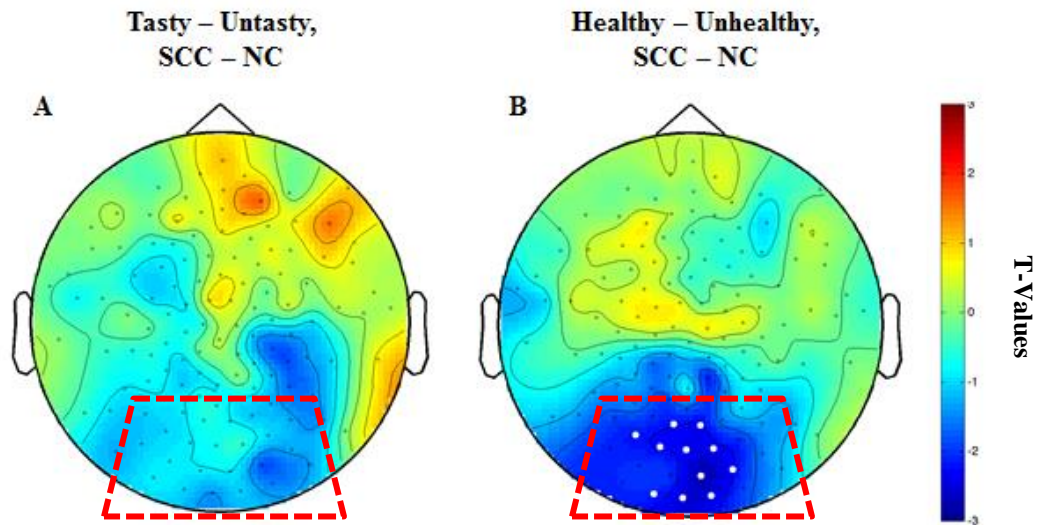 Tasty – Untasty,
SCC – NC
Healthy – Unhealthy,
SCC – NC
A
B
3
2
1
0
-1
-2
-3
T-Values